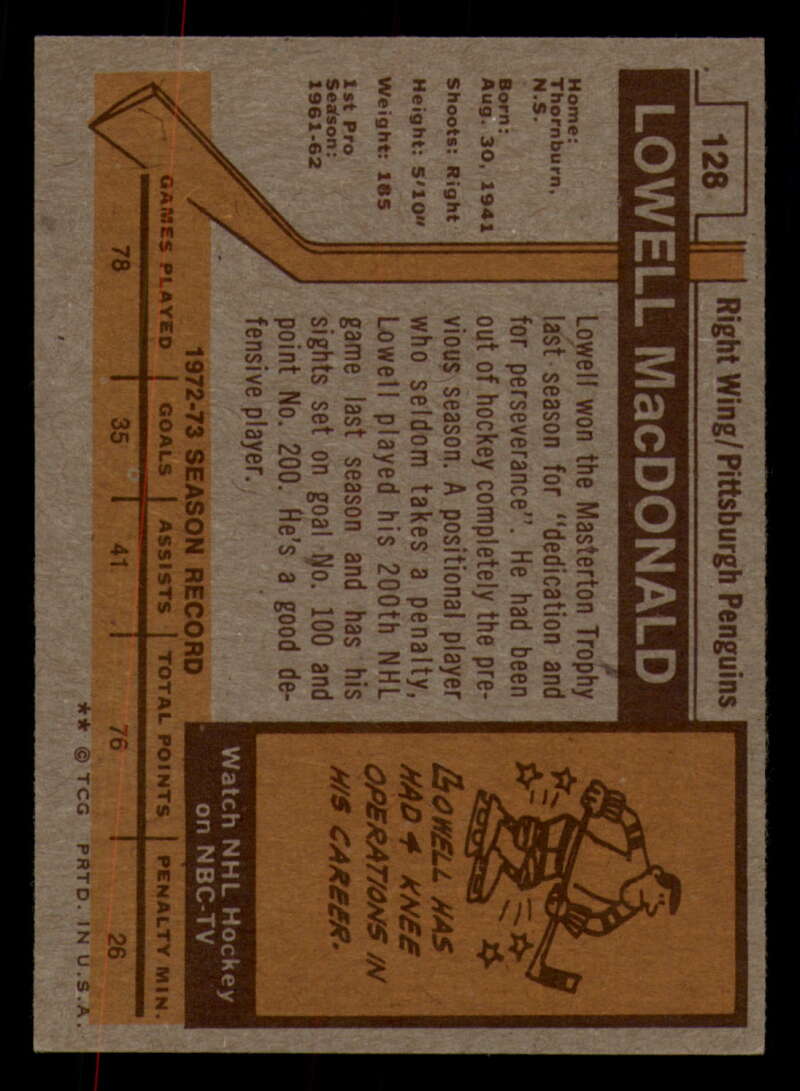 128
Right Wing/Pittsburgh Penguins
LOWELL MacDONALD
Home:
Thornburn,
N.S.
Born:
Aug. 30, 1941
Shoots: Right
Height: 5'10"
Weight: 185
1st Pro
Season:
1961-62
Lowell won the Masterton Trophy
last season for "dedication and
for perseverance". He had been
out of hockey completely the pre-
vious season. A positional player
who seldom takes a penalty,
Lowell played his 200th NHL
game last season and has his
sights set on goal No. 100 and
point No. 200. He's a good de-
fensive player.
LOWELL HAS
HAD 4 KNEE
OPERATIONS IN
HIS CAREER.
Watch NHL Hockey
on NBC-TV
1972-73 SEASON RECORD
GAMES PLAYED GOALS ASSISTS TOTAL POINTS PENALTY MIN.
78 35 41 76 26
** © TCG PRTD. IN U.S.A.